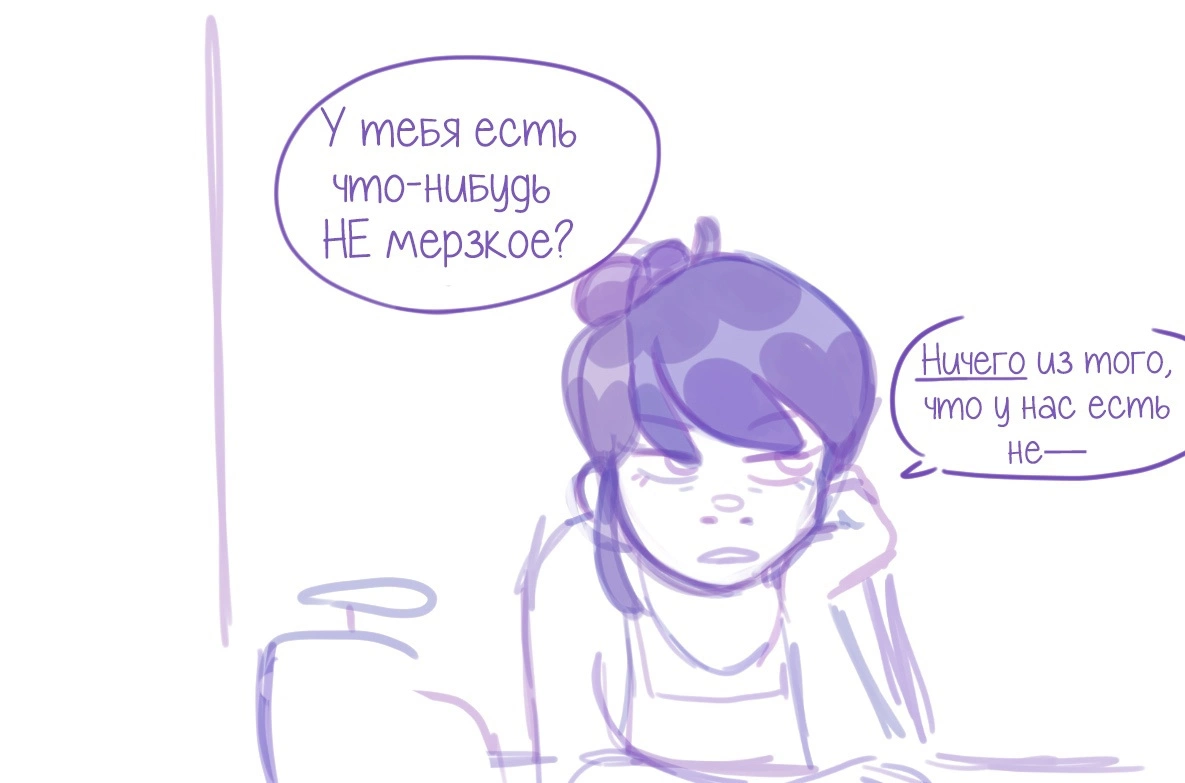 У тебя есть
что-нибудь
НЕ мерзкое?
Ничего из того,
что у нас есть
не—